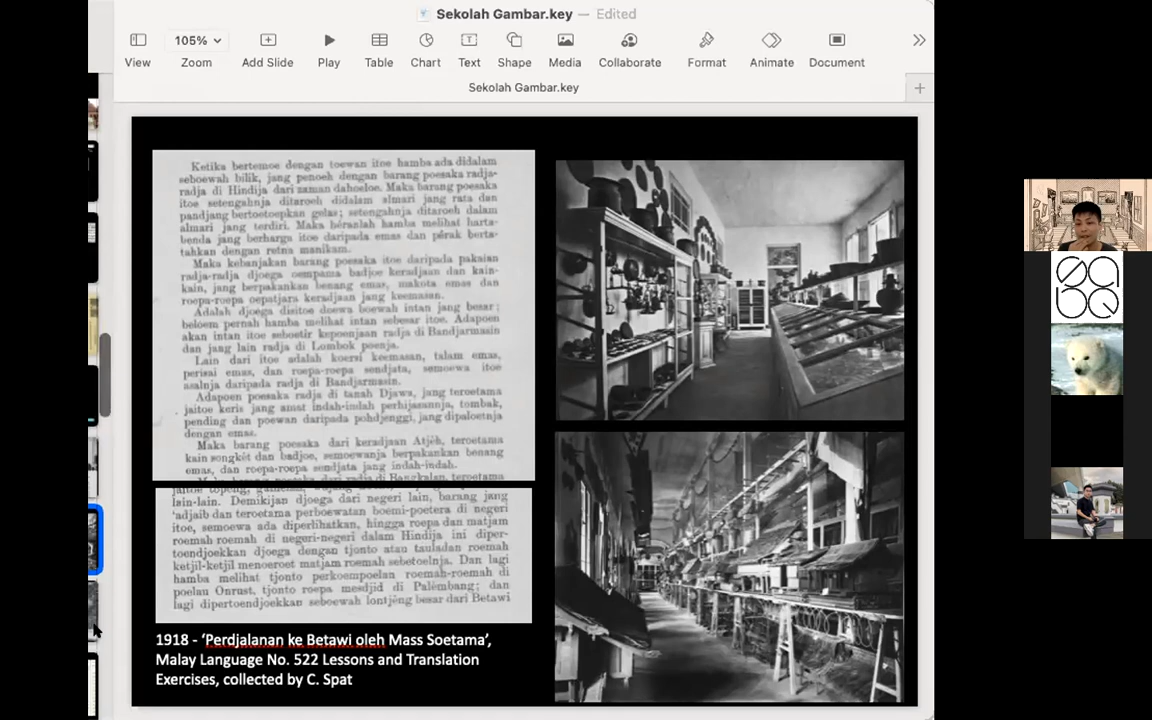 Sekolah Gambar.key — Edited
105%
View
Zoom
Add Slide
Play
Table
Chart
Text
Shape
Media
Collaborate
Format
Animate
Document
Sekolah Gambar.key
Ketika bertemoe dengan toewan itoe hamba ada didalam
seboewah bilik, jang penoeh dengan barang poesaka radja-
radja di Hindija dari zaman dahoeloe. Maka barang poesaka
itoe setengahnja ditaroeh didalam almari jang rata dan
pandjang bertoetoepkan gelas; setengahnja ditaroeh dalam
almari jang terdiri. Maka héranlah hamba melihat harta-
benda jang berharga itoe daripada emas dan pérak berta-
tahkan dengan retna manikam.
Maka kebanjakan barang poesaka itoe daripada pakaian
radja-radja djoega oempama badjoe keradjaan dan kain-
kain, jang berpakankan benang emas, makota emas dan
roepa-roepa oepatjara keradjaan jang keemasan.
Adalah djoega disitoe doewa boewah intan jang besar;
beloem pernah hamba melihat intan sebesar itoe. Adapoen
akan intan itoe seboetir kepoenjaan radja di Bandjarmasin
dan jang lain radja di Lombok poenja.
Lain dari itoe adalah koersi keemasan, talam emas,
perisai emas, dan roepa-roepa sendjata, semoewa itoe
asalnja daripada radja di Bandjarmasin.
Adapoen poesaka radja di tanah Djawa, jang teroetama
jaitoe keris jang amat indah-indah perhijasannja, tombak,
pending dan poewan daripada pohdjenggi, jang dipaloetnja
dengan emas.
Maka barang poesaka dari keradjaan Atjèh, teroetama
kain songkét dan badjoe, semoewanja berpakankan benang
emas, dan roepa-roepa sendjata jang indah-indah.
dari radja di Bangkalan, teroetama
jaitoe topeng, gamelan,
lain-lain. Demikijan djoega dari negeri lain, barang jang
'adjaib dan teroetama perboewatan boemi-poetera di negeri
itoe, semoewa ada diperlihatkan, hingga roepa dan matjam
roemah roemah di negeri-negeri dalam Hindija ini diper-
toendjoekkan djoega dengan tjonto atau tauladan roemah
ketjil-ketjil menoeroet matjam roemah sebetoelnja. Dan lagi
hamba melihat tjonto perkoempoelan roemah-roemah di
poelau Onrust, tjonto roepa mesdjid di Palémbang; dan
lagi dipertoendjoekkan seboewah lontjèng besar dari Betawi
1918 - ‘Perdjalanan ke Betawi oleh Mass Soetama’,
Malay Language No. 522 Lessons and Translation
Exercises, collected by C. Spat